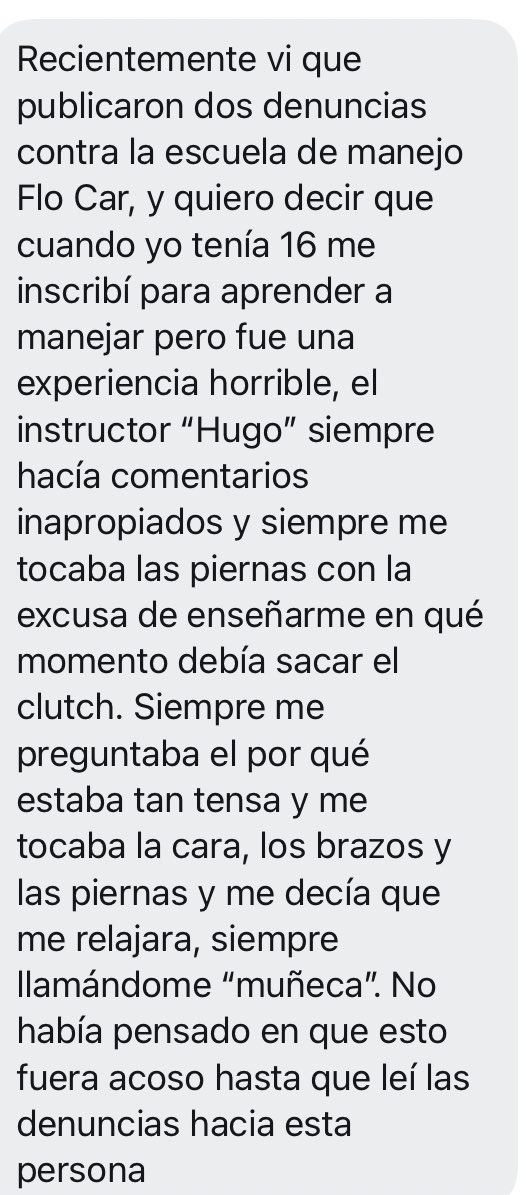 Recientemente vi que
publicaron dos denuncias
contra la escuela de manejo
Flo Car, y quiero decir que
cuando yo tenía 16 me
inscribí para aprender a
manejar pero fue una
experiencia horrible, el
instructor “Hugo” siempre
hacía comentarios
inapropiados y siempre me
tocaba las piernas con la
excusa de enseñarme en qué
momento debía sacar el
clutch. Siempre me
preguntaba el por qué
estaba tan tensa y me
tocaba la cara, los brazos y
las piernas y me decía que
me relajara, siempre
llamándome “muñeca”. No
había pensado en que esto
fuera acoso hasta que leí las
denuncias hacia esta
persona